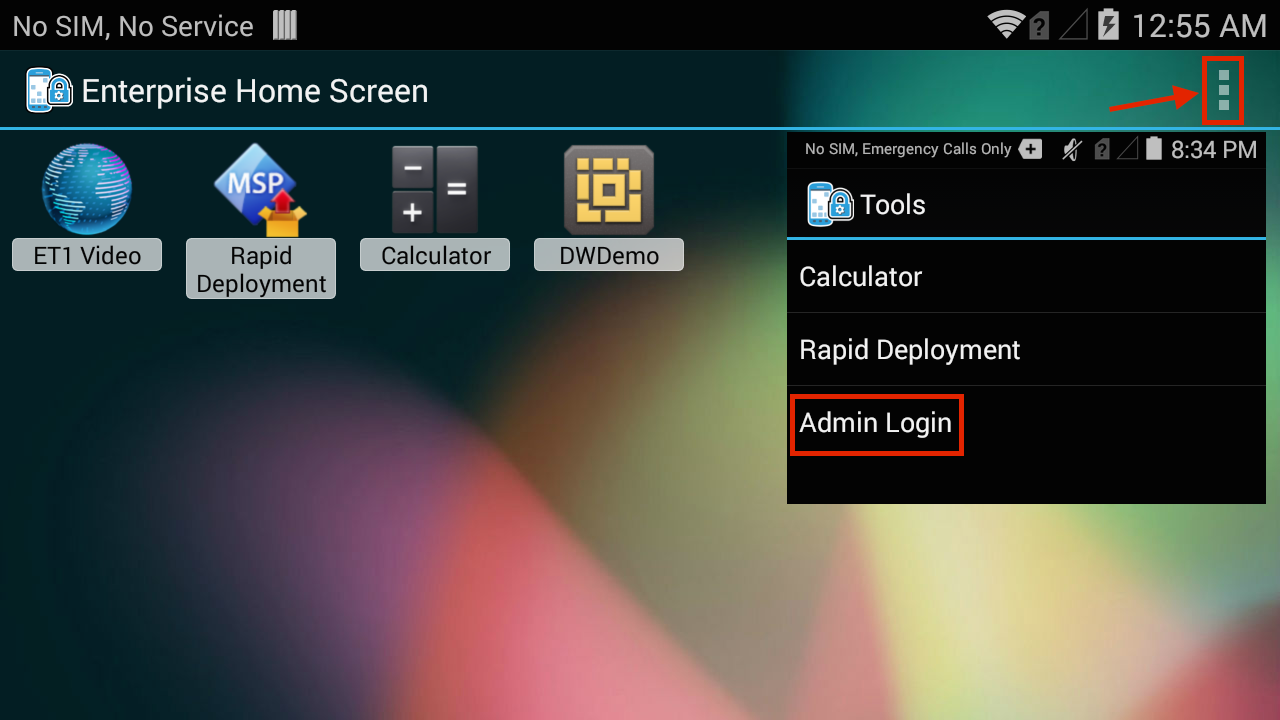 No SIM, No Service
12:55 AM
Enterprise Home Screen
ET1 Video
MSP
Rapid
Deployment
Calculator
DWDemo
No SIM, Emergency Calls Only
8:34 PM
Tools
Calculator
Rapid Deployment
Admin Login